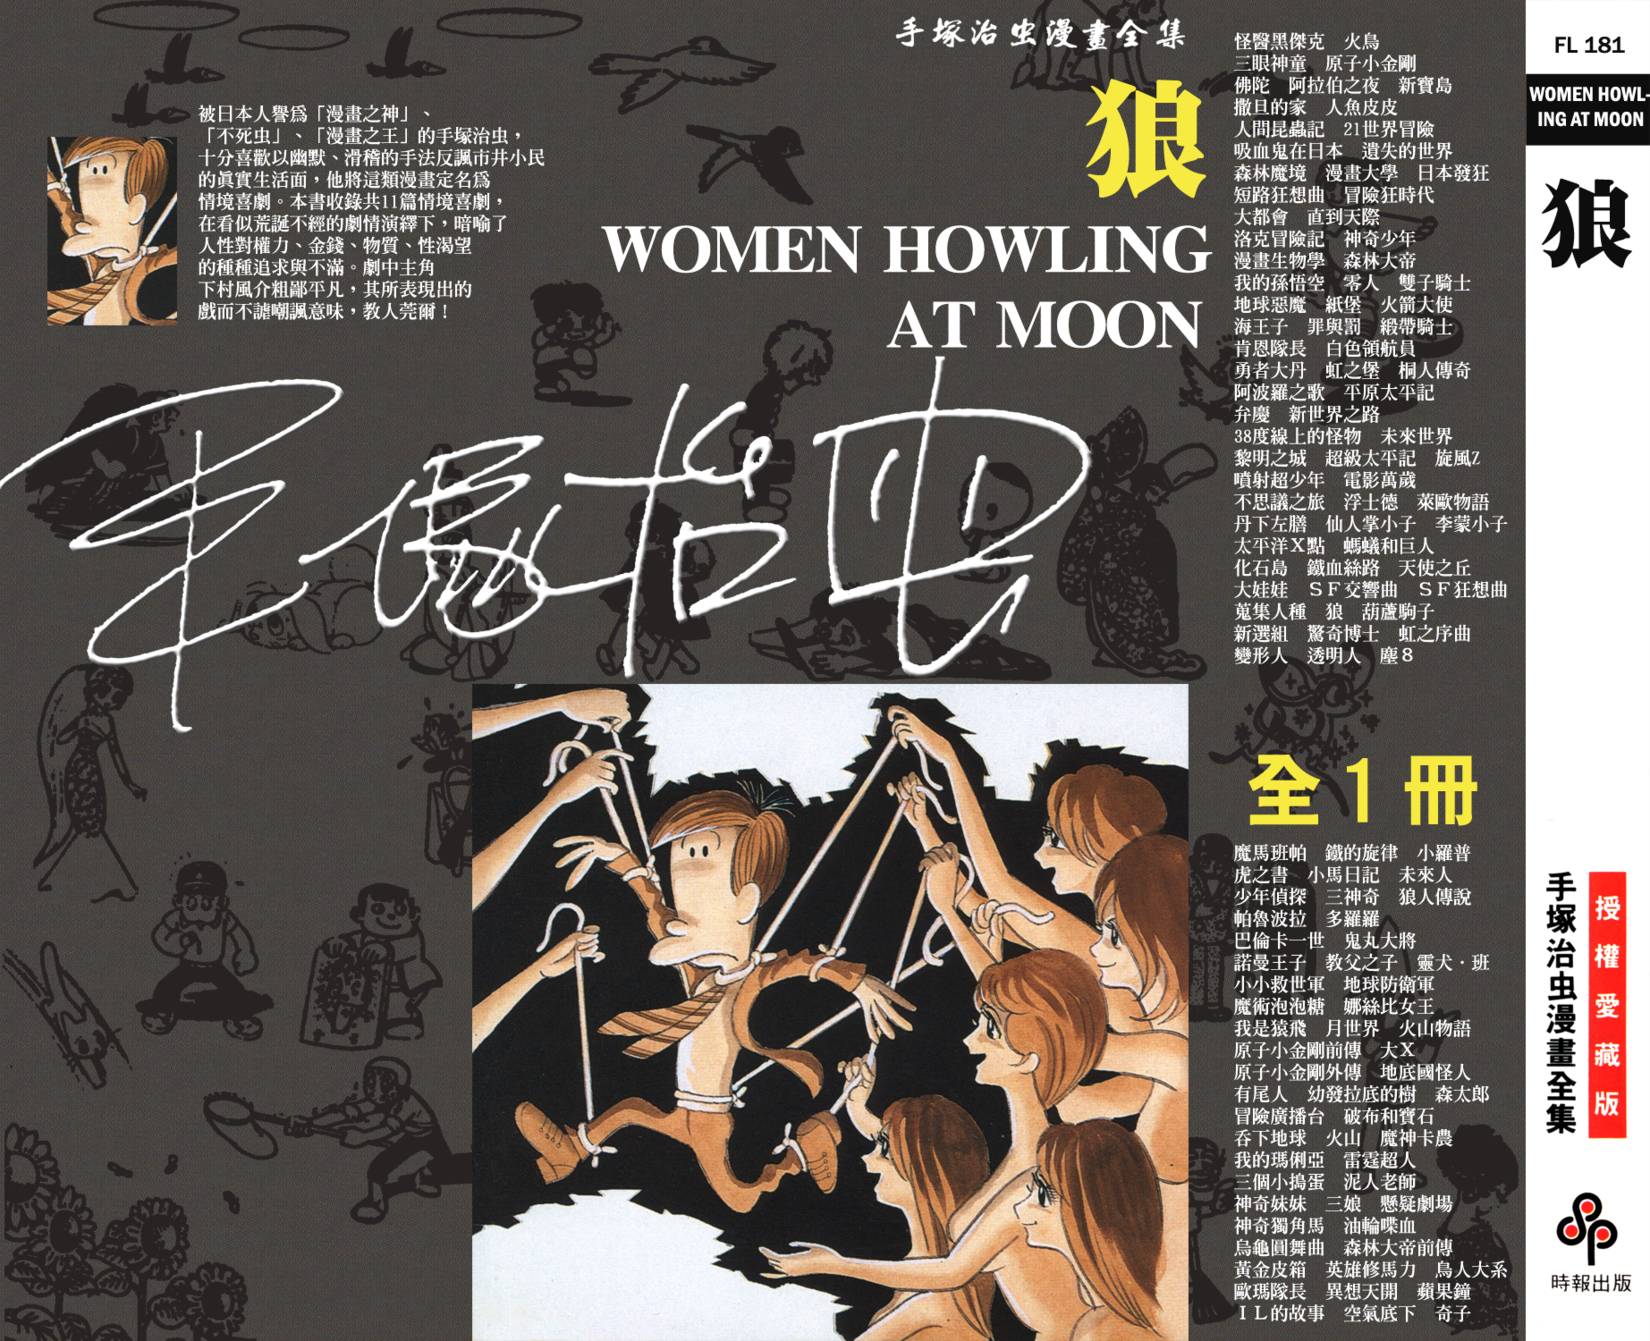 手塚治虫漫畫全集
狼
WOMEN HOWLING
AT MOON
被日本人譽爲「漫畫之神」、
「不死虫」、「漫畫之王」的手塚治虫，
十分喜歡以幽默、滑稽的手法反諷市井小民
的眞實生活面，他將這類漫畫定名爲
情境喜劇。本書收錄共11篇情境喜劇，
在看似荒誕不經的劇情演繹下，暗喻了
人性對權力、金錢、物質、性渴望
的種種追求與不滿。劇中主角
下村風介粗鄙平凡，其所表現出的
戲而不謔嘲諷意味，教人莞爾！
手塚治虫
怪醫黑傑克　火鳥
三眼神童　原子小金剛
佛陀　阿拉伯之夜　新寶島
撒旦的家　人魚皮皮
人間昆蟲記　21世界冒險
吸血鬼在日本　遺失的世界
森林魔境　漫畫大學　日本發狂
短路狂想曲　冒險狂時代
大都會　直到天際
洛克冒險記　神奇少年
漫畫生物學　森林大帝
我的孫悟空　零人　雙子騎士
地球惡魔　紙堡　火箭大使
海王子　罪與罰　緞帶騎士
肯恩隊長　白色領航員
勇者大丹　虹之堡　桐人傳奇
阿波羅之歌　平原太平記
弁慶　新世界之路
38度線上的怪物　未來世界
黎明之城　超級太平記　旋風Z
噴射超少年　電影萬歲
不思議之旅　浮士德　萊歐物語
丹下左膳　仙人掌小子　李蒙小子
太平洋Ｘ點　螞蟻和巨人
化石島　鐵血絲路　天使之丘
大娃娃　ＳＦ交響曲　ＳＦ狂想曲
蒐集人種　狼　葫蘆駒子
新選組　驚奇博士　虹之序曲
變形人　透明人　塵８
全１冊
魔馬班帕　鐵的旋律　小羅普
虎之書　小馬日記　未來人
少年偵探　三神奇　狼人傳說
帕魯波拉　多羅羅
巴倫卡一世　鬼丸大將
諾曼王子　教父之子　靈犬．班
小小救世軍　地球防衛軍
魔術泡泡糖　娜絲比女王
我是猿飛　月世界　火山物語
原子小金剛前傳　大Ｘ
原子小金剛外傳　地底國怪人
有尾人　幼發拉底的樹　森太郎
冒險廣播台　破布和寶石
吞下地球　火山　魔神卡農
我的瑪俐亞　雷霆超人
三個小搗蛋　泥人老師
神奇妹妹　三娘　懸疑劇場
神奇獨角馬　油輪喋血
烏龜圓舞曲　森林大帝前傳
黃金皮箱　英雄修馬力　鳥人大系
歐瑪隊長　異想天開　蘋果鐘
ＩＬ的故事　空氣底下　奇子
FL 181
WOMEN HOWL-
ING AT MOON
狼
手塚治虫漫畫全集
授權愛藏版
時報出版